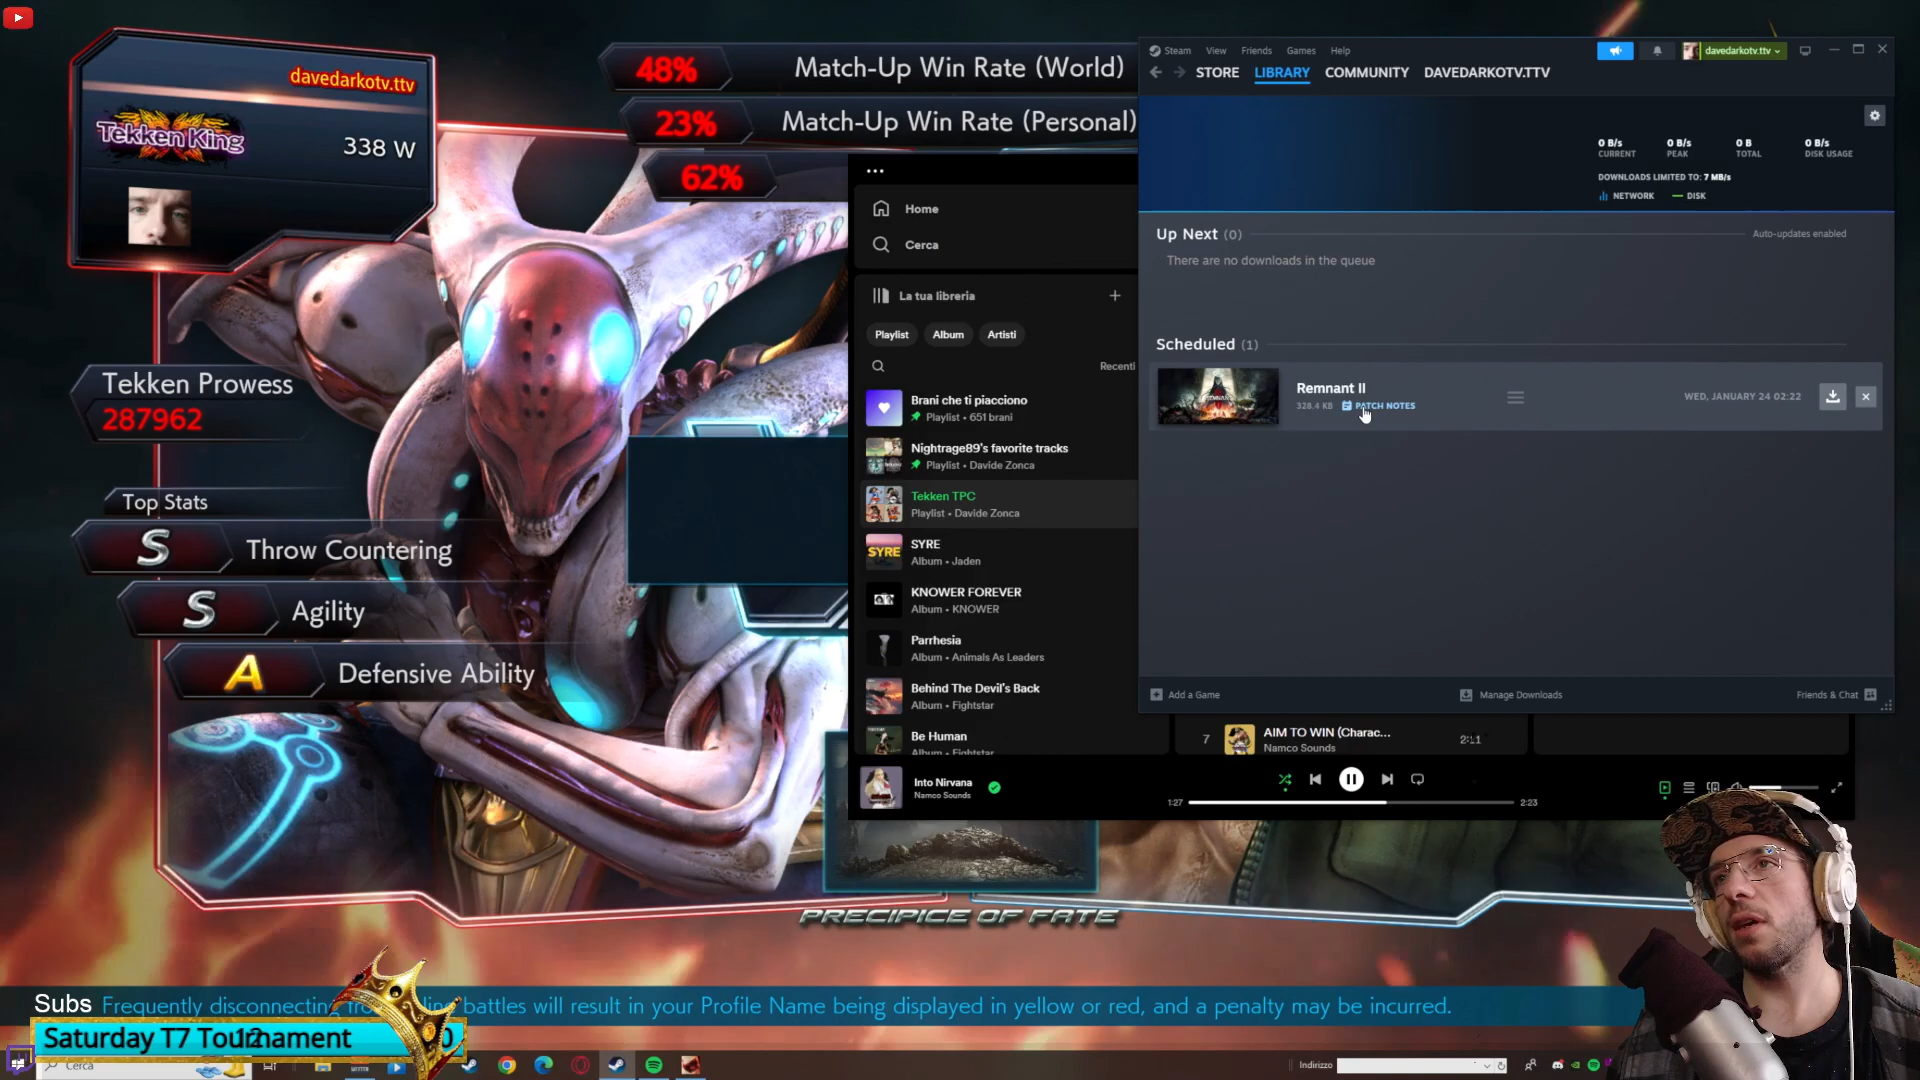 davedarkotv.ttv
Tekken King
338 W
48%
Match-Up Win Rate (World)
23%
Match-Up Win Rate (Personal)
62%
Tekken Prowess
287962
Top Stats
S
Throw Countering
S
Agility
A
Defensive Ability
Home
Cerca
La tua libreria
Playlist
Album
Artisti
Recenti
Brani che ti piacciono
Playlist • 651 brani
Nightrage89's favorite tracks
Playlist • Davide Zonca
Tekken TPC
Playlist • Davide Zonca
SYRE
SYRE
Album • Jaden
KNOWER FOREVER
Album • KNOWER
Parrhesia
Album • Animals As Leaders
Behind The Devil's Back
Album • Fightstar
Be Human
Album • Fightstar
Into Nirvana
Namco Sounds
7
AIM TO WIN (Charac...
Namco Sounds
2:11
1:27
2:23
Steam
View
Friends
Games
Help
davedarkotv.ttv
STORE
LIBRARY
COMMUNITY
DAVEDARKOTV.TTV
0 B/s
CURRENT
0 B/s
PEAK
0 B
TOTAL
0 B/s
DISK USAGE
DOWNLOADS LIMITED TO: 7 MB/s
NETWORK
DISK
Up Next (0)
Auto-updates enabled
There are no downloads in the queue
Scheduled (1)
Remnant II
328.4 KB
PATCH NOTES
WED, JANUARY 24 02:22
Add a Game
Manage Downloads
Friends & Chat
PRECIPICE OF FATE
Subs
Frequently disconnecting battles will result in your Profile Name being displayed in yellow or red, and a penalty may be incurred.
Saturday T7 Tournament
12
0
Cerca
Indirizzo